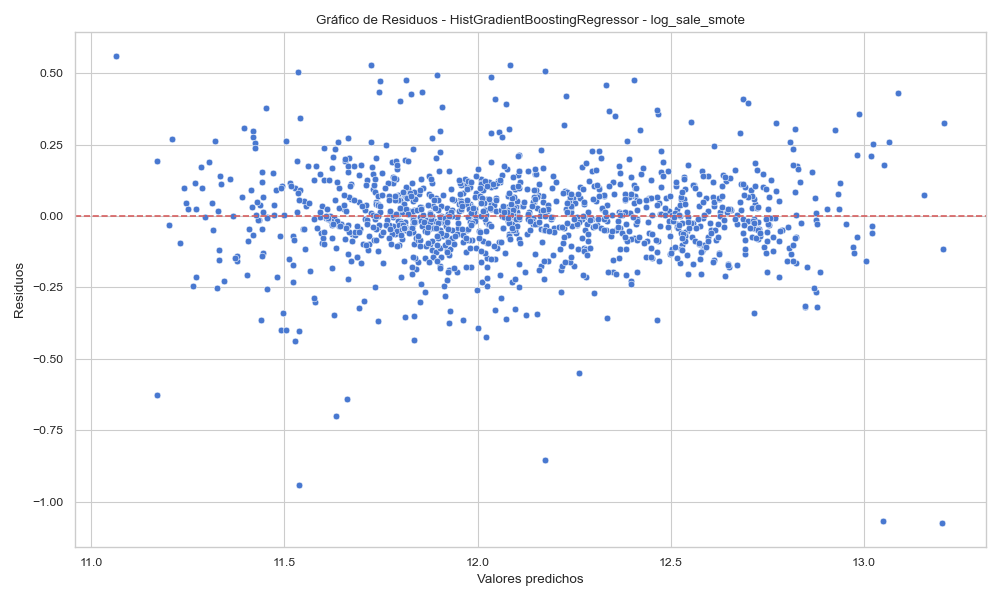 Gráfico de Residuos - HistGradientBoostingRegressor - log_sale_smote
Residuos
0.50
0.25
0.00
−0.25
−0.50
−0.75
−1.00
11.0 11.5 12.0 12.5 13.0
Valores predichos